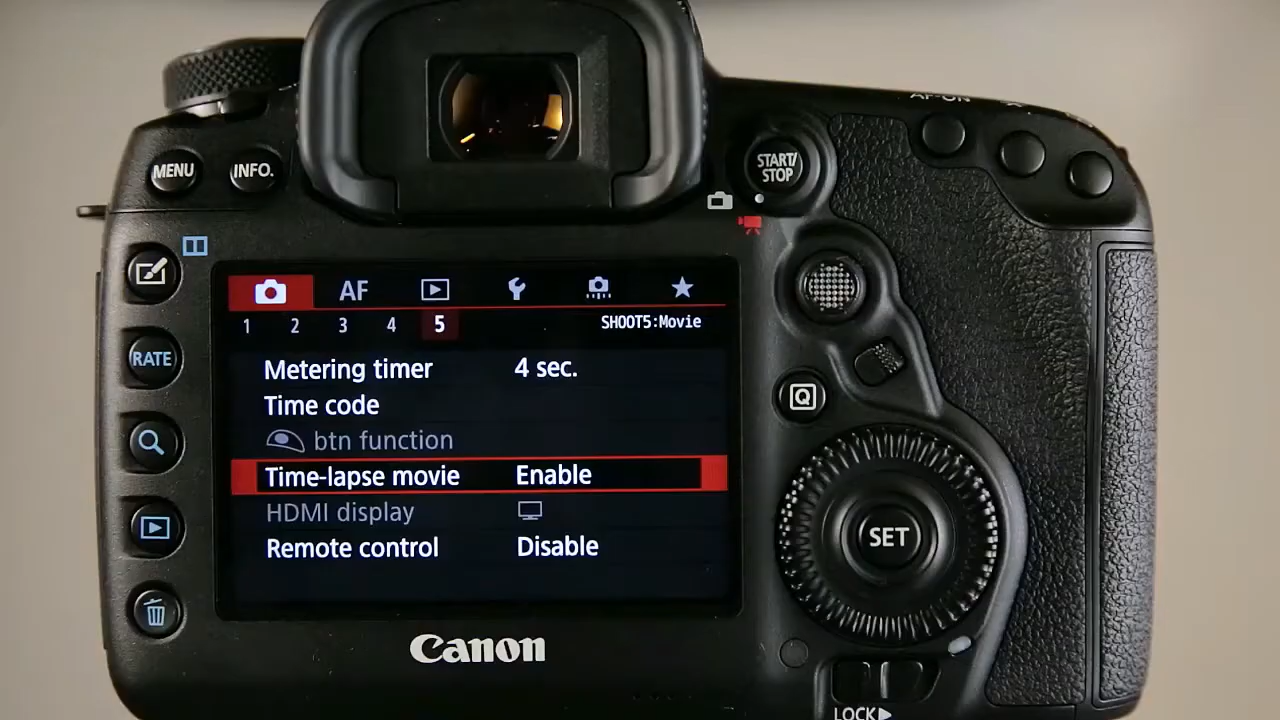 AF-ON
MENU
INFO.
START/
STOP
RATE
AF
1 2 3 4 5 SHOOT5:Movie
Metering timer 4 sec.
Time code
btn function
Time-lapse movie Enable
HDMI display
Remote control Disable
Q
SET
Canon
LOCK▶